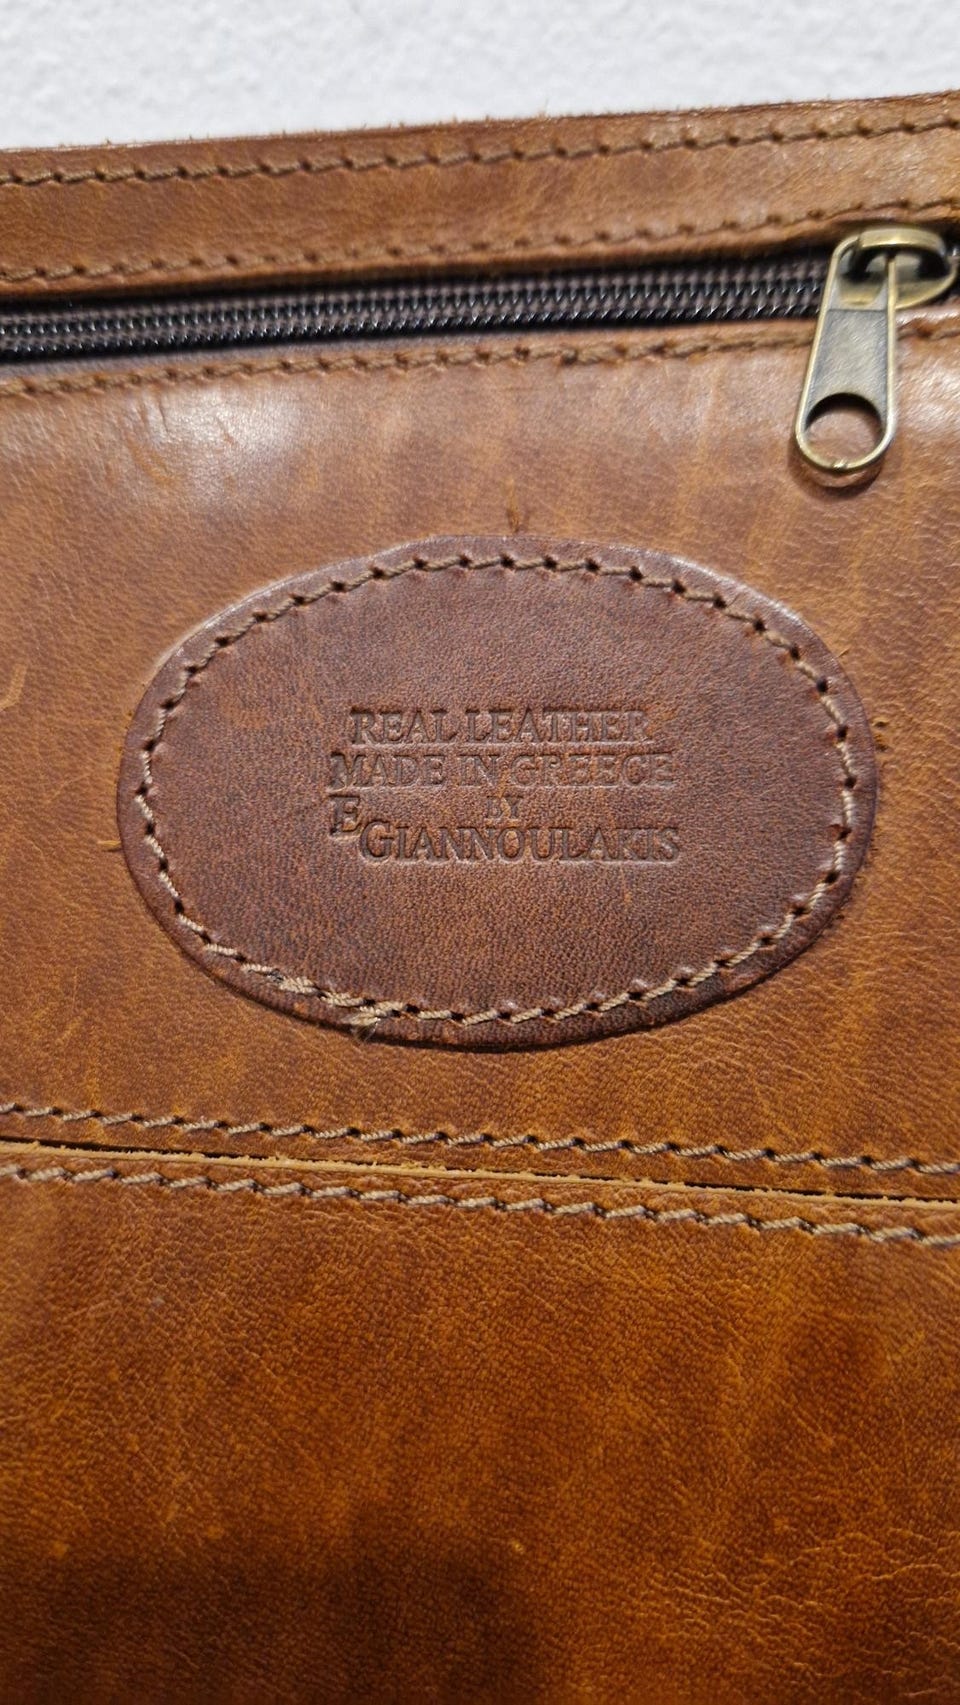 REAL LEATHER
MADE IN GREECE
BY
E GIANNOULAKIS